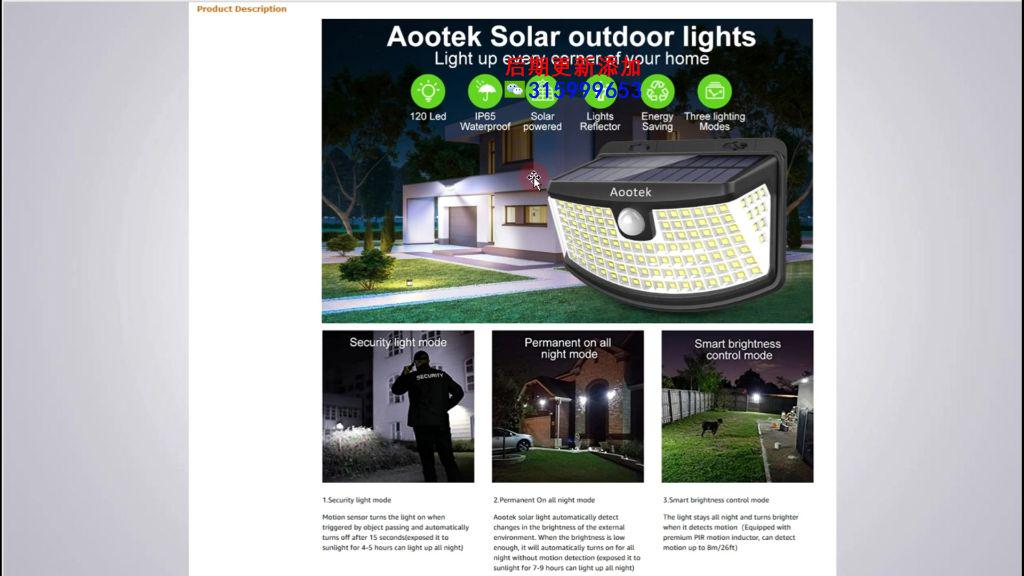 Product Description
Aootek Solar outdoor lights
Light up every corner of your home
后期更新添加
315999653
120 Led
IP65
Waterproof
Solar
powered
Lights
Reflector
Energy
Saving
Three lighting
Modes
Aootek
Security light mode
SECURITY
Permanent on all
night mode
Smart brightness
control mode
1.Security light mode
Motion sensor turns the light on when
triggered by object passing and automatically
turns off after 15 seconds(exposed it to
sunlight for 4-5 hours can light up all night)
2.Permanent On all night mode
Aootek solar light automatically detect
changes in the brightness of the external
environment. When the brightness is low
enough, it will automatically turns on for all
night without motion detection (exposed it to
sunlight for 7-9 hours can light up all night)
3.Smart brightness control mode
The light stays all night and turns brighter
when it detects motion（Equipped with
premium PIR motion inductor, can detect
motion up to 8m/26ft)